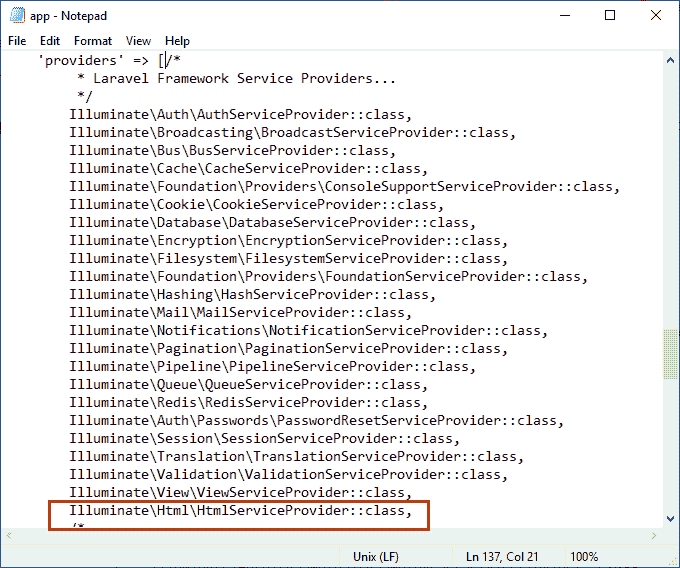 app - Notepad
File Edit Format View Help
'providers' => [/*
* Laravel Framework Service Providers...
*/
Illuminate\Auth\AuthServiceProvider::class,
Illuminate\Broadcasting\BroadcastServiceProvider::class,
Illuminate\Bus\BusServiceProvider::class,
Illuminate\Cache\CacheServiceProvider::class,
Illuminate\Foundation\Providers\ConsoleSupportServiceProvider::class,
Illuminate\Cookie\CookieServiceProvider::class,
Illuminate\Database\DatabaseServiceProvider::class,
Illuminate\Encryption\EncryptionServiceProvider::class,
Illuminate\Filesystem\FilesystemServiceProvider::class,
Illuminate\Foundation\Providers\FoundationServiceProvider::class,
Illuminate\Hashing\HashServiceProvider::class,
Illuminate\Mail\MailServiceProvider::class,
Illuminate\Notifications\NotificationServiceProvider::class,
Illuminate\Pagination\PaginationServiceProvider::class,
Illuminate\Pipeline\PipelineServiceProvider::class,
Illuminate\Queue\QueueServiceProvider::class,
Illuminate\Redis\RedisServiceProvider::class,
Illuminate\Auth\Passwords\PasswordResetServiceProvider::class,
Illuminate\Session\SessionServiceProvider::class,
Illuminate\Translation\TranslationServiceProvider::class,
Illuminate\Validation\ValidationServiceProvider::class,
Illuminate\View\ViewServiceProvider::class,
Illuminate\Html\HtmlServiceProvider::class,
/*
Unix (LF) Ln 137, Col 21 100%